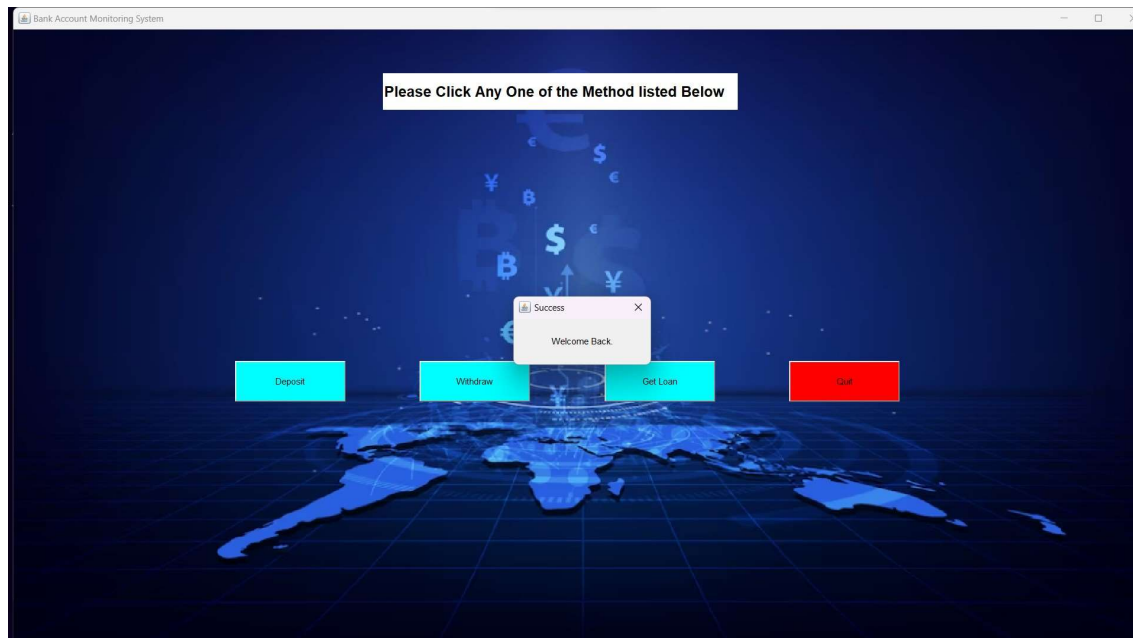 Bank Account Monitoring System
Please Click Any One of the Method listed Below
Success
Welcome Back.
Deposit
Withdraw
Get Loan
Quit